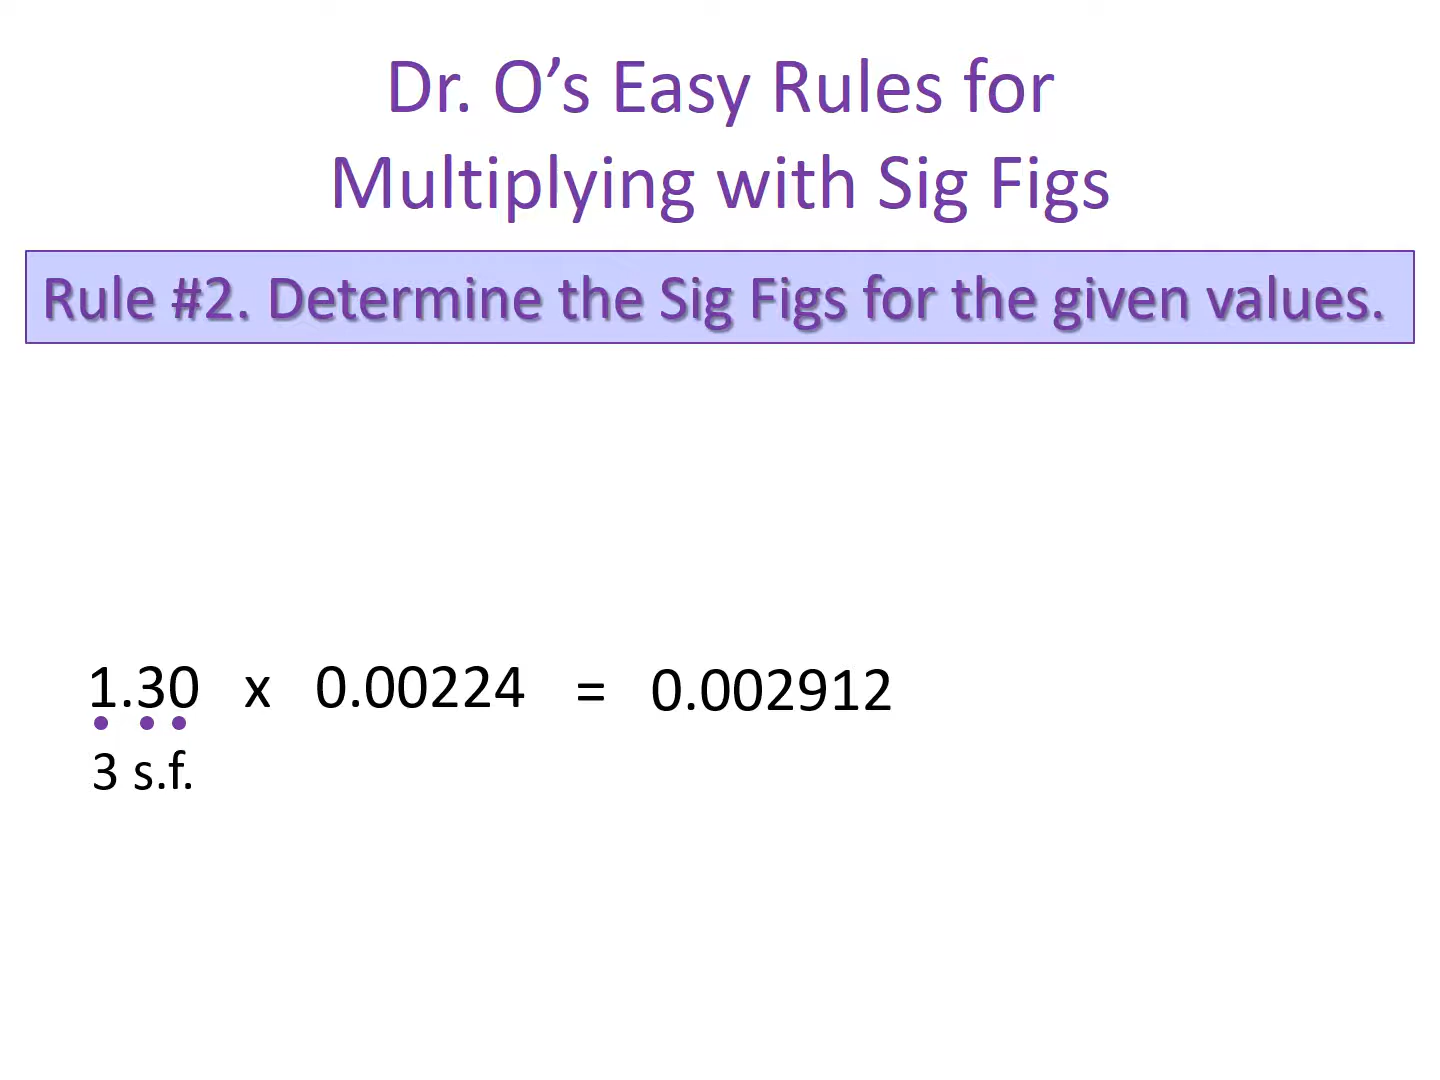 Dr. O’s Easy Rules for
Multiplying with Sig Figs
Rule #2. Determine the Sig Figs for the given values.
1.30 x 0.00224 = 0.002912
3 s.f.